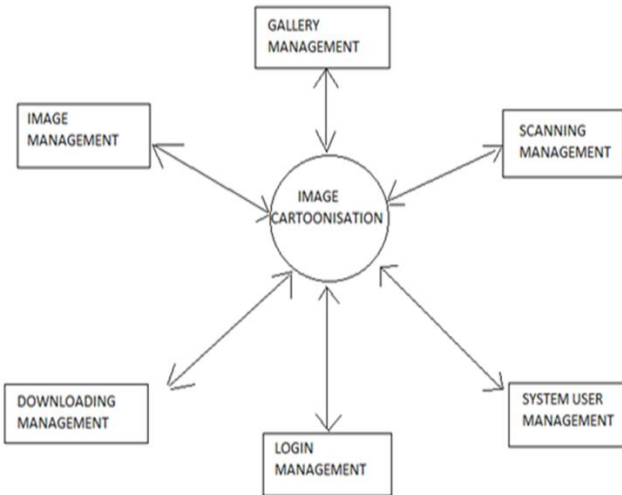 GALLERY
MANAGEMENT
IMAGE
MANAGEMENT
SCANNING
MANAGEMENT
IMAGE
CARTOONISATION
DOWNLOADING
MANAGEMENT
LOGIN
MANAGEMENT
SYSTEM USER
MANAGEMENT